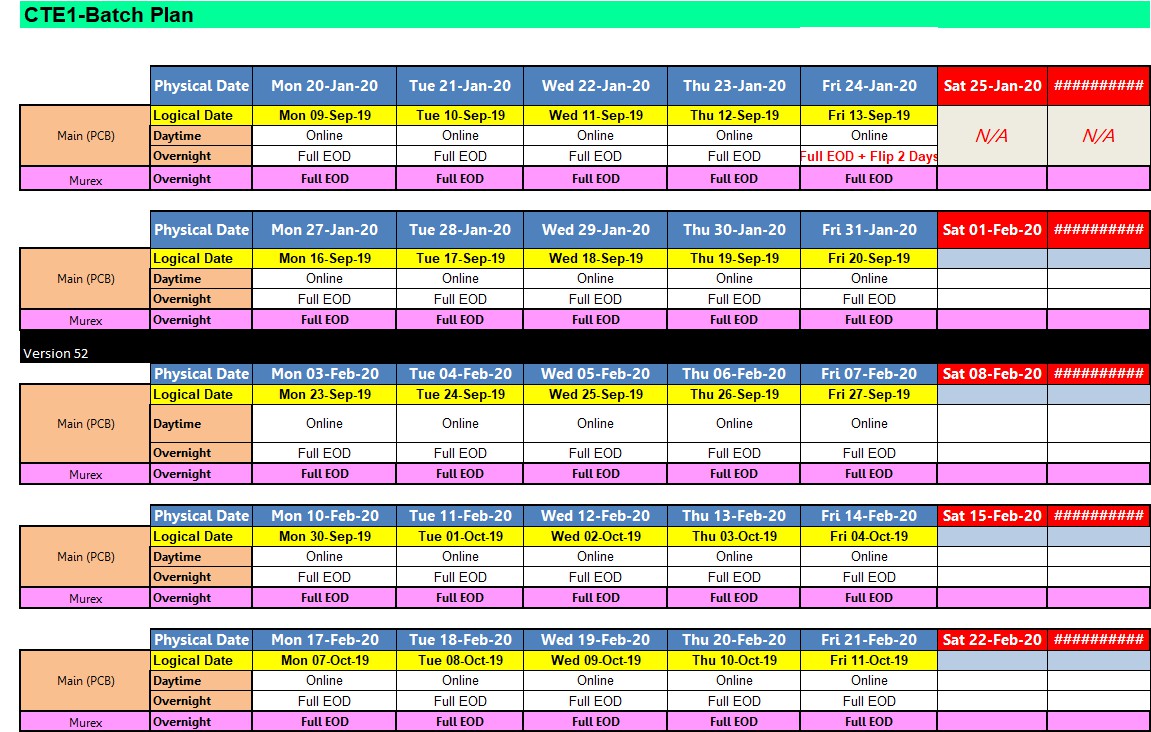 CTE1-Batch Plan
Physical Date Mon 20-Jan-20 Tue 21-Jan-20 Wed 22-Jan-20 Thu 23-Jan-20 Fri 24-Jan-20 Sat 25-Jan-20 ##########
Logical Date Mon 09-Sep-19 Tue 10-Sep-19 Wed 11-Sep-19 Thu 12-Sep-19 Fri 13-Sep-19
Main (PCB) Daytime Online Online Online Online Online N/A N/A
Overnight Full EOD Full EOD Full EOD Full EOD Full EOD + Flip 2 Days
Murex Overnight Full EOD Full EOD Full EOD Full EOD Full EOD
Physical Date Mon 27-Jan-20 Tue 28-Jan-20 Wed 29-Jan-20 Thu 30-Jan-20 Fri 31-Jan-20 Sat 01-Feb-20 ##########
Logical Date Mon 16-Sep-19 Tue 17-Sep-19 Wed 18-Sep-19 Thu 19-Sep-19 Fri 20-Sep-19
Main (PCB) Daytime Online Online Online Online Online
Overnight Full EOD Full EOD Full EOD Full EOD Full EOD
Murex Overnight Full EOD Full EOD Full EOD Full EOD Full EOD
Version 52
Physical Date Mon 03-Feb-20 Tue 04-Feb-20 Wed 05-Feb-20 Thu 06-Feb-20 Fri 07-Feb-20 Sat 08-Feb-20 ##########
Logical Date Mon 23-Sep-19 Tue 24-Sep-19 Wed 25-Sep-19 Thu 26-Sep-19 Fri 27-Sep-19
Main (PCB) Daytime Online Online Online Online Online
Overnight Full EOD Full EOD Full EOD Full EOD Full EOD
Murex Overnight Full EOD Full EOD Full EOD Full EOD Full EOD
Physical Date Mon 10-Feb-20 Tue 11-Feb-20 Wed 12-Feb-20 Thu 13-Feb-20 Fri 14-Feb-20 Sat 15-Feb-20 ##########
Logical Date Mon 30-Sep-19 Tue 01-Oct-19 Wed 02-Oct-19 Thu 03-Oct-19 Fri 04-Oct-19
Main (PCB) Daytime Online Online Online Online Online
Overnight Full EOD Full EOD Full EOD Full EOD Full EOD
Murex Overnight Full EOD Full EOD Full EOD Full EOD Full EOD
Physical Date Mon 17-Feb-20 Tue 18-Feb-20 Wed 19-Feb-20 Thu 20-Feb-20 Fri 21-Feb-20 Sat 22-Feb-20 ##########
Logical Date Mon 07-Oct-19 Tue 08-Oct-19 Wed 09-Oct-19 Thu 10-Oct-19 Fri 11-Oct-19
Main (PCB) Daytime Online Online Online Online Online
Overnight Full EOD Full EOD Full EOD Full EOD Full EOD
Murex Overnight Full EOD Full EOD Full EOD Full EOD Full EOD